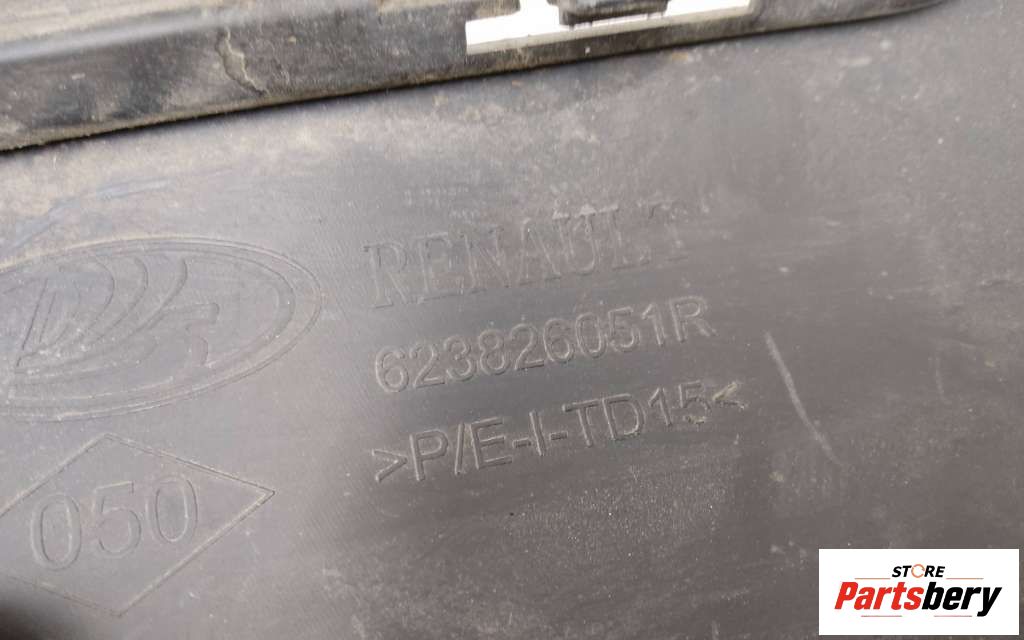 RENAULT
623826051R
>P/E-I-TD15<
050
STORE
Partsbery